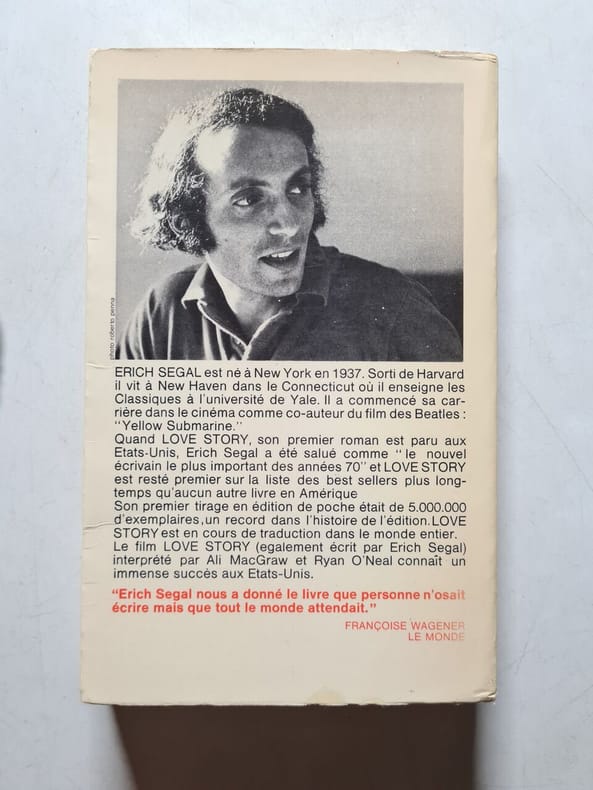 photo roberto penna
ERICH SEGAL est né à New York en 1937. Sorti de Harvard
il vit à New Haven dans le Connecticut où il enseigne les
Classiques à l'université de Yale. Il a commencé sa car-
rière dans le cinéma comme co-auteur du film des Beatles :
"Yellow Submarine."
Quand LOVE STORY, son premier roman est paru aux
Etats-Unis, Erich Segal a été salué comme " le nouvel
écrivain le plus important des années 70" et LOVE STORY
est resté premier sur la liste des best sellers plus long-
temps qu'aucun autre livre en Amérique
Son premier tirage en édition de poche était de 5.000.000
d'exemplaires,un record dans l'histoire de l'édition.LOVE
STORY est en cours de traduction dans le monde entier.
Le film LOVE STORY (egalement écrit par Erich Segal)
interprété par Ali MacGraw et Ryan O'Neal connaît un
immense succés aux Etats-Unis.
"Erich Segal nous a donné le livre que personne n'osait
écrire mais que tout le monde attendait."
FRANÇOISE WAGENER
LE MONDE